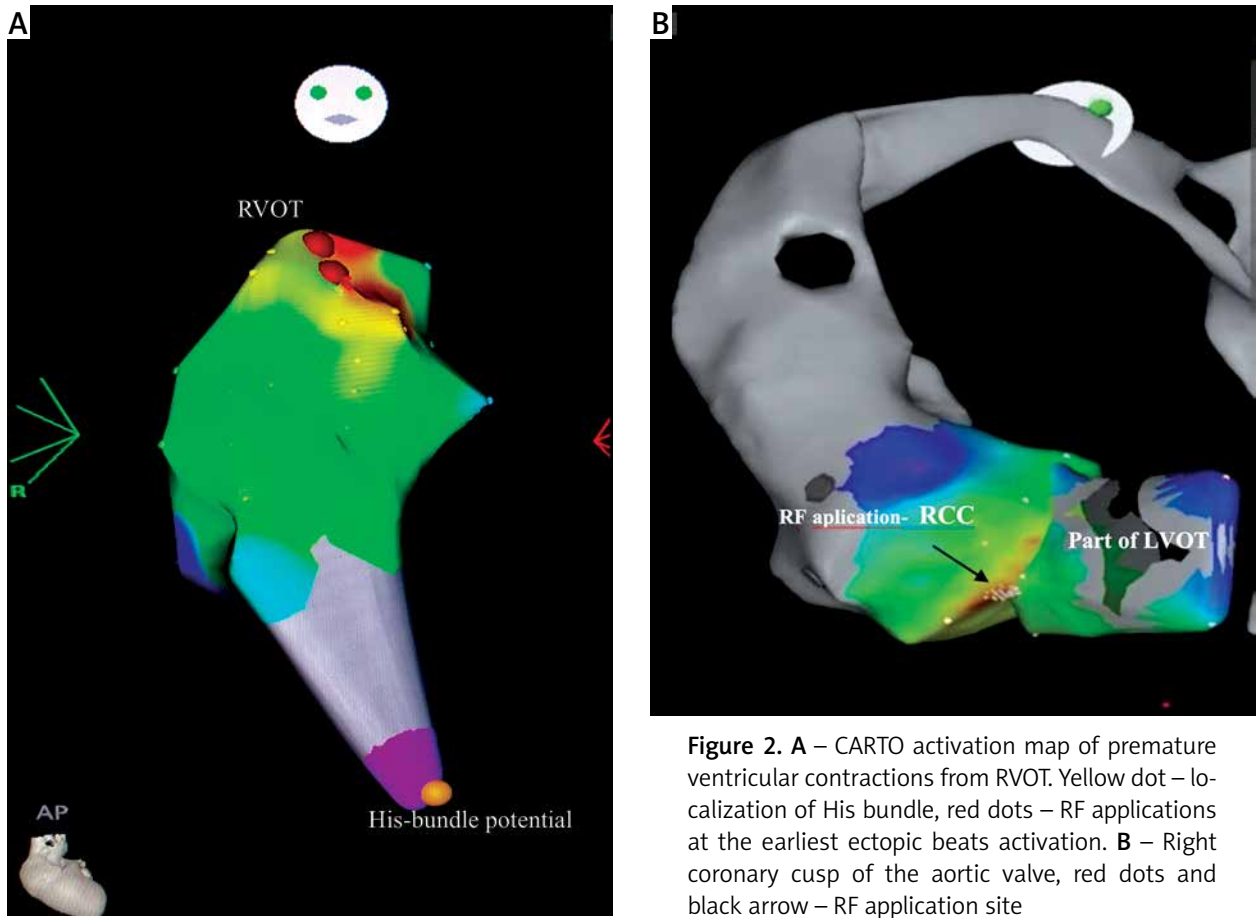 A
RVOT
R
AP
His-bundle potential
B
RF aplication- RCC
Part of LVOT
Figure 2. A – CARTO activation map of premature
ventricular contractions from RVOT. Yellow dot – lo-
calization of His bundle, red dots – RF applications
at the earliest ectopic beats activation. B – Right
coronary cusp of the aortic valve, red dots and
black arrow – RF application site